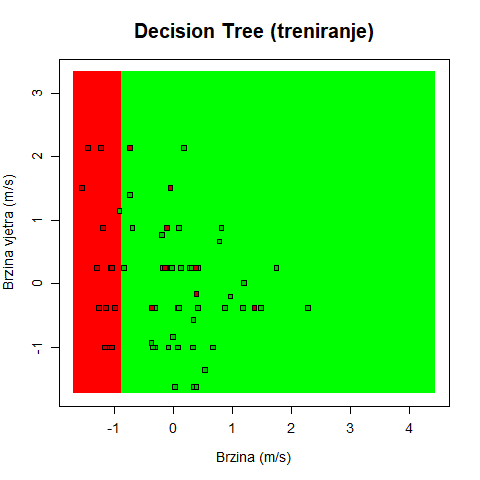 Decision Tree (treniranje)
Brzina vjetra (m/s)
3
2
1
0
-1
-1 0 1 2 3 4
Brzina (m/s)